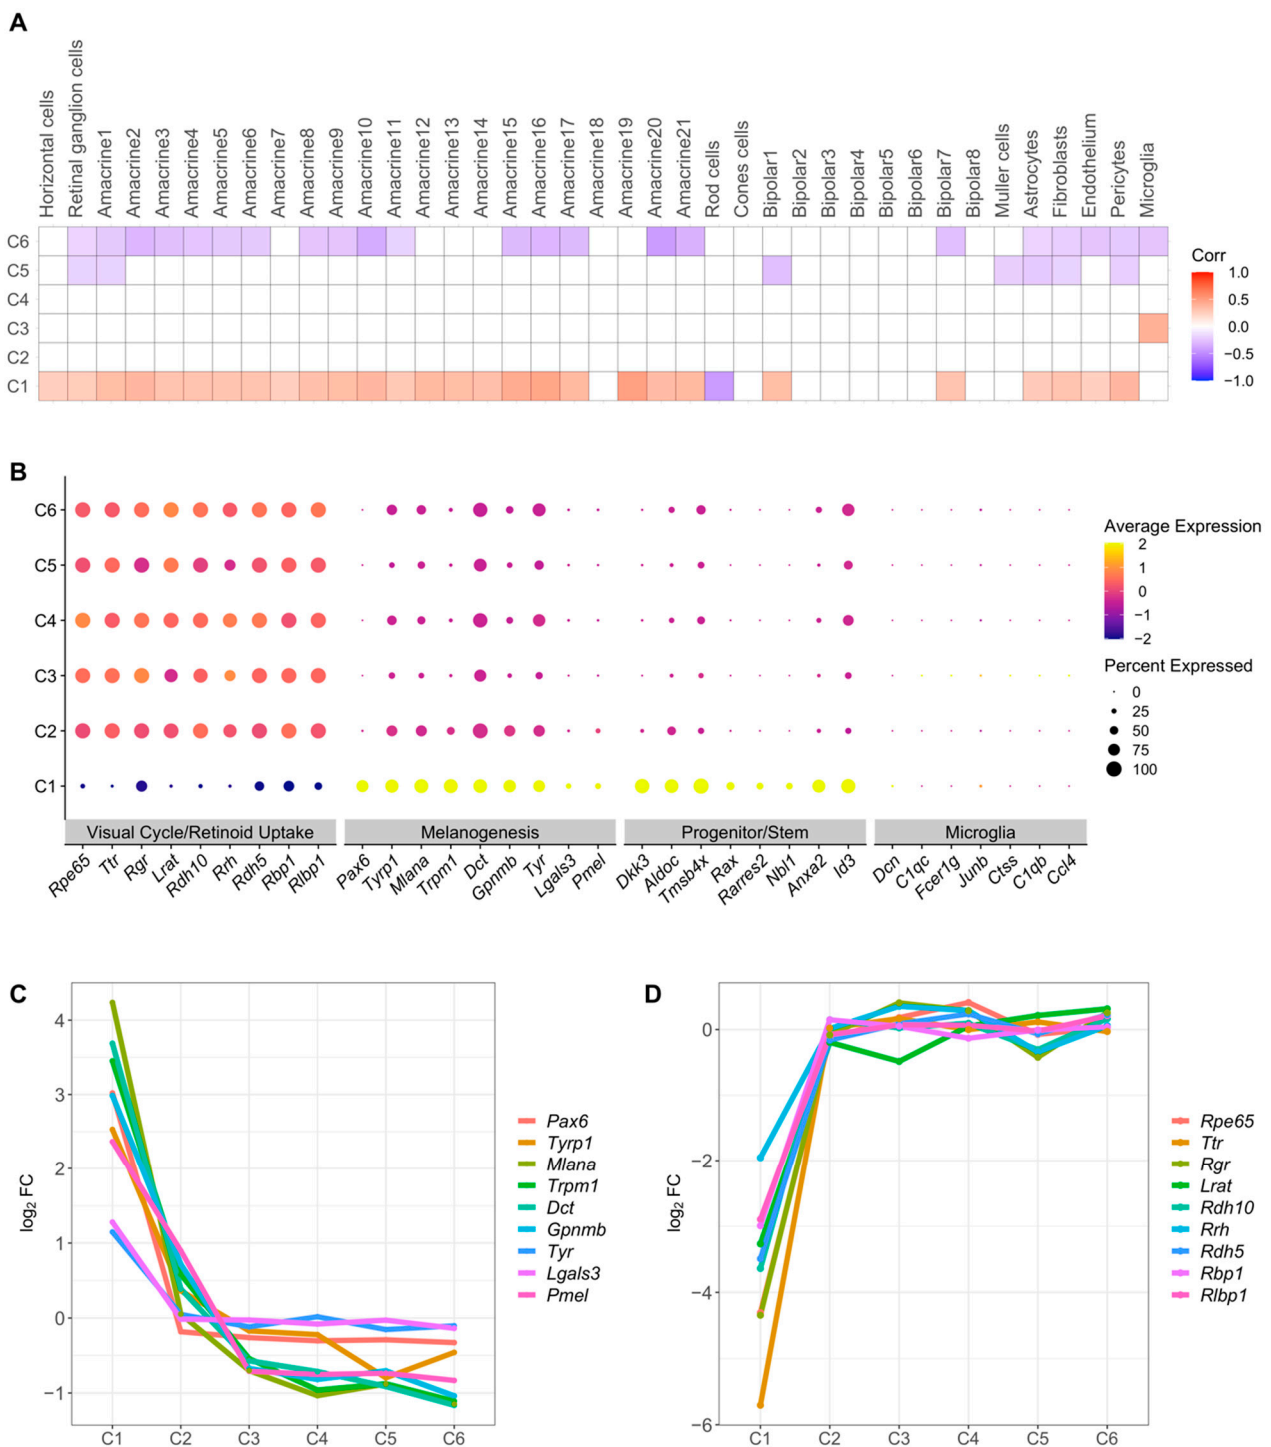 A
Horizontal cells
Retinal ganglion cells
Amacrine1
Amacrine2
Amacrine3
Amacrine4
Amacrine5
Amacrine6
Amacrine7
Amacrine8
Amacrine9
Amacrine10
Amacrine11
Amacrine12
Amacrine13
Amacrine14
Amacrine15
Amacrine16
Amacrine17
Amacrine18
Amacrine19
Amacrine20
Amacrine21
Rod cells
Cones cells
Bipolar1
Bipolar2
Bipolar3
Bipolar4
Bipolar5
Bipolar6
Bipolar7
Bipolar8
Muller cells
Astrocytes
Fibroblasts
Endothelium
Pericytes
Microglia
C6
C5
C4
C3
C2
C1
Corr
1.0
0.5
0.0
−0.5
−1.0
B
C6
C5
C4
C3
C2
C1
Visual Cycle/Retinoid Uptake
Melanogenesis
Progenitor/Stem
Microglia
Rpe65
Ttr
Rgr
Lrat
Rdh10
Rrh
Rdh5
Rbp1
Rlbp1
Pax6
Tyrp1
Mlana
Trpm1
Dct
Gpnmb
Tyr
Lgals3
Pmel
Dkk3
Aldoc
Tmsb4x
Rax
Rarres2
Nbl1
Anxa2
Id3
Dcn
C1qc
Fcer1g
Junb
Ctss
C1qb
Ccl4
Average Expression
2
1
0
−1
−2
Percent Expressed
0
25
50
75
100
C
log2 FC
4
3
2
1
0
−1
C1 C2 C3 C4 C5 C6
Pax6
Tyrp1
Mlana
Trpm1
Dct
Gpnmb
Tyr
Lgals3
Pmel
D
log2 FC
0
−2
−4
−6
C1 C2 C3 C4 C5 C6
Rpe65
Ttr
Rgr
Lrat
Rdh10
Rrh
Rdh5
Rbp1
Rlbp1